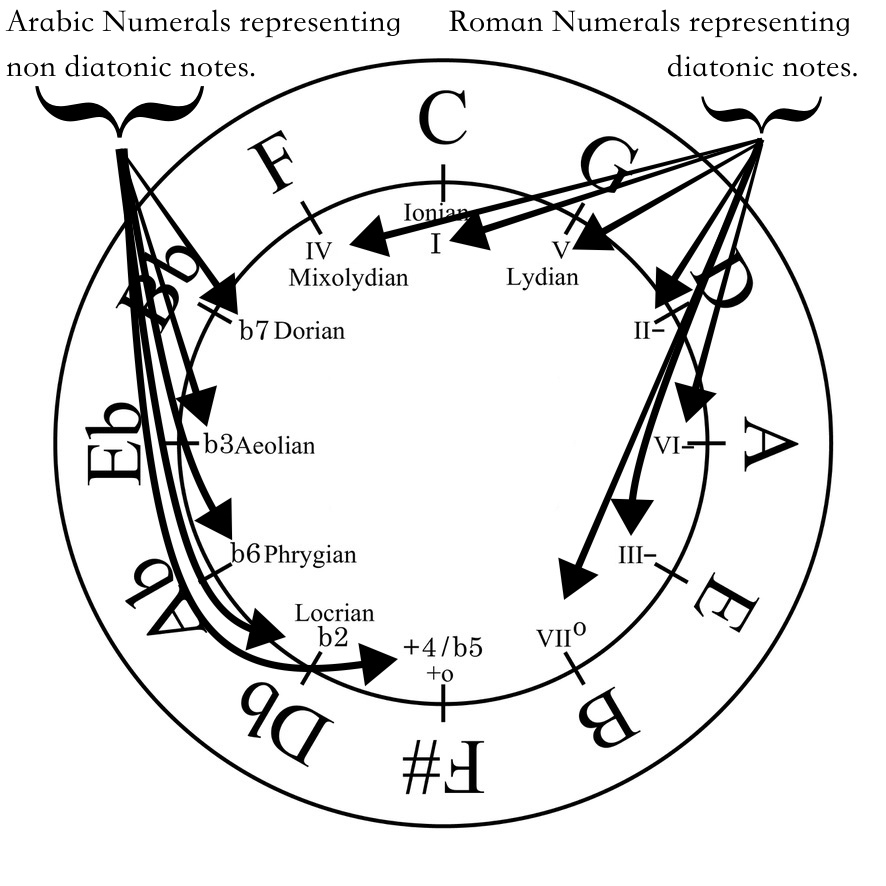 Arabic Numerals representing
non diatonic notes.
Roman Numerals representing
diatonic notes.
C
G
D
A
E
B
F#
Db
Ab
Eb
Bb
F
Ionian
I
V
Lydian
II-
VI-
III-
VIIo
+4/b5
+o
Locrian
b2
b6 Phrygian
b3 Aeolian
b7 Dorian
IV
Mixolydian